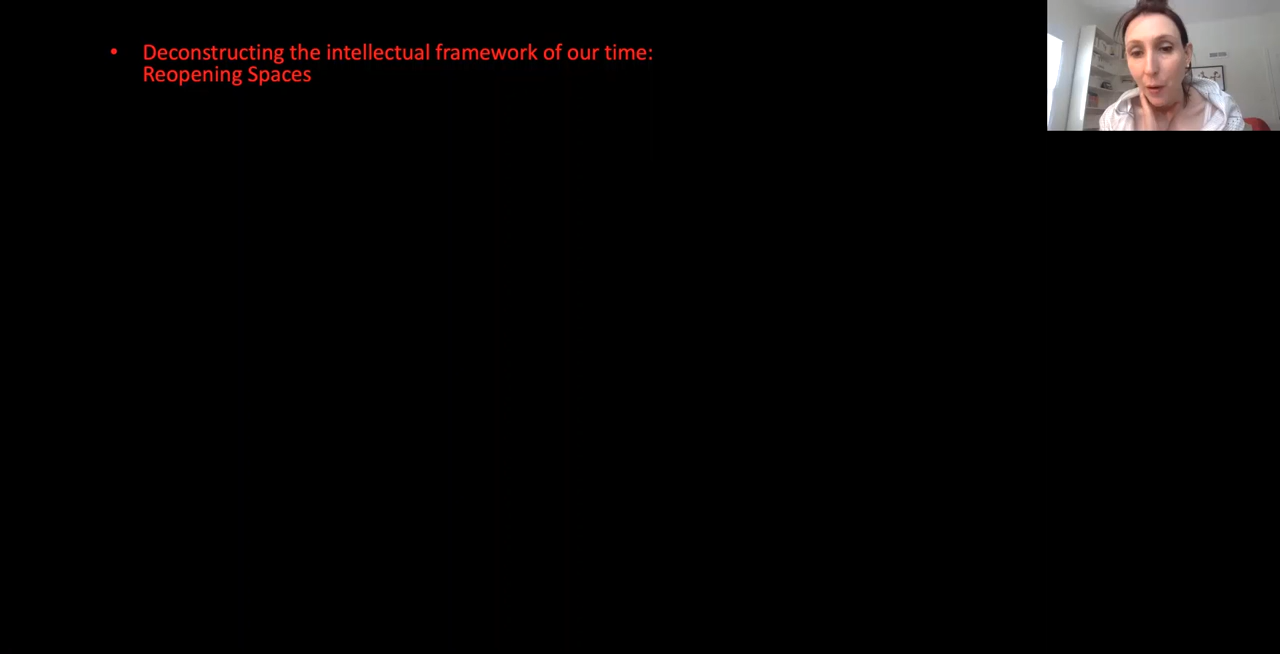 • Deconstructing the intellectual framework of our time:
Reopening Spaces